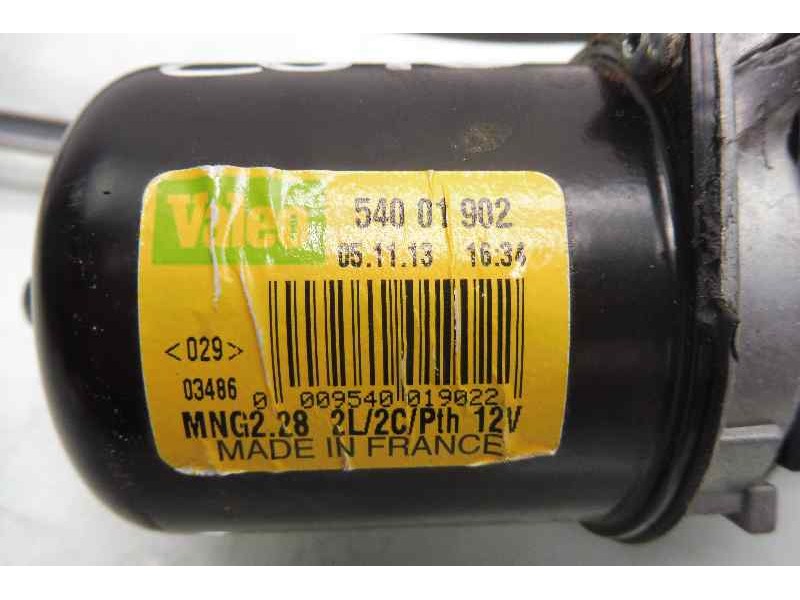 Valeo 540 01 902
05.11.13 16:34
<029>
03486
0 009540 019022
MNG2.28 2L/2C/Pth 12V
MADE IN FRANCE